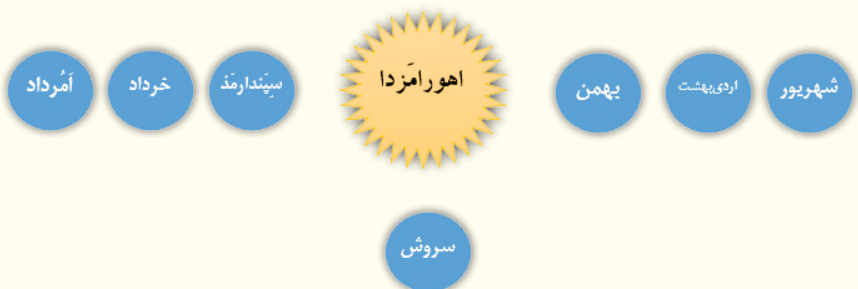 شهریور
اردی‌بهشت
بهمن
اهورامَزدا
سِپَندارمَذ
خرداد
اَمُرداد
سروش